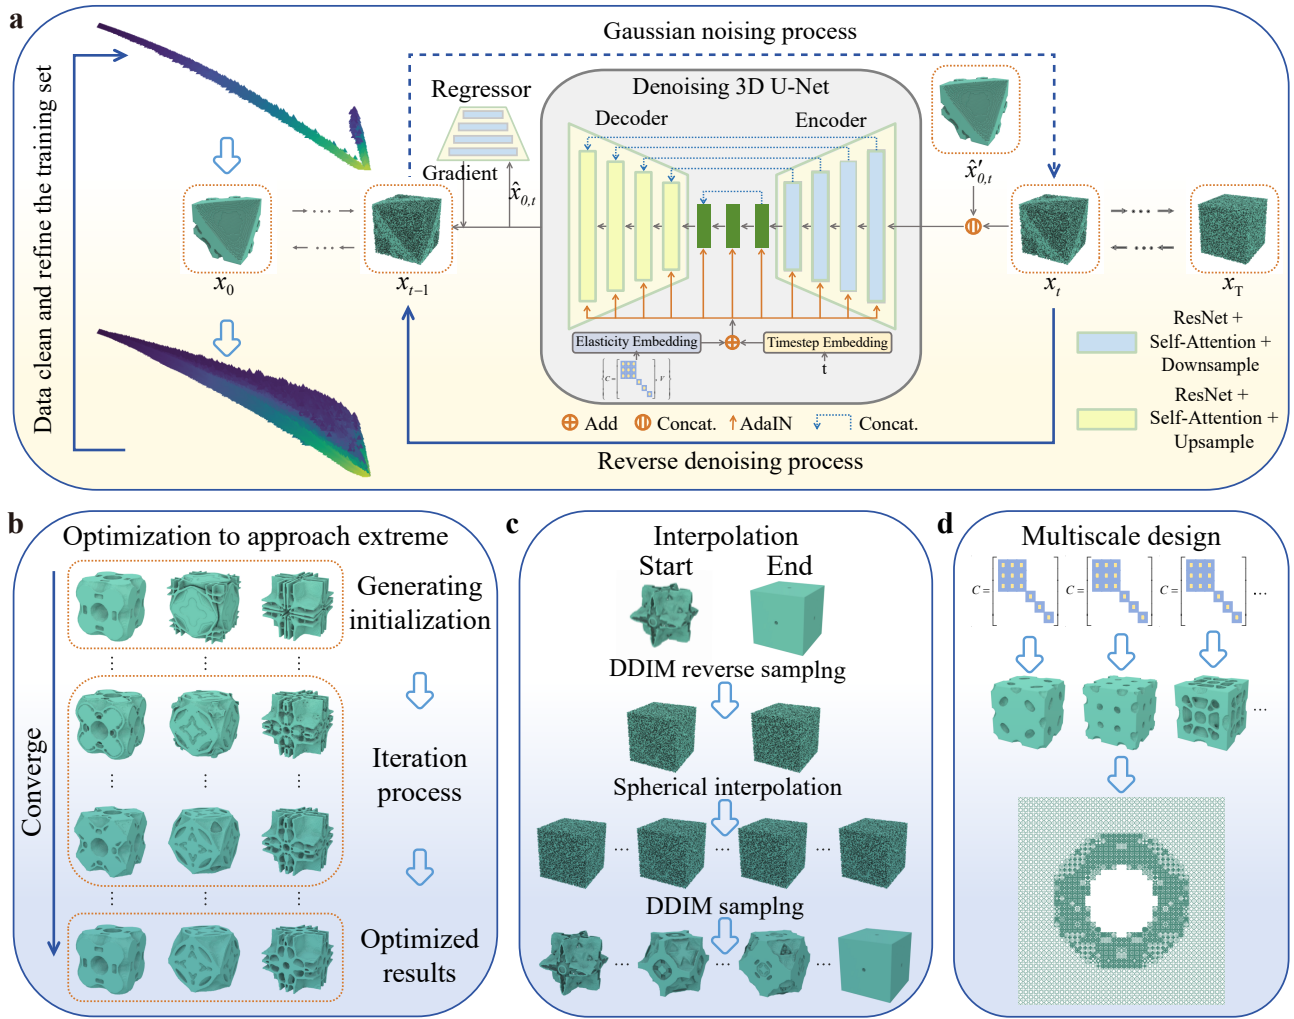 a
Data clean and refine the training set
Gaussian noising process
Regressor
Gradient
x̂0,t
Denoising 3D U-Net
Decoder
Encoder
x̂′0,t
x0
xt−1
xt
xT
Elasticity Embedding
Timestep Embedding
C =
, V
t
Add
Concat.
AdaIN
Concat.
Reverse denoising process
ResNet +
Self-Attention +
Downsample
ResNet +
Self-Attention +
Upsample
b
Optimization to approach extreme
Converge
Generating
initialization
Iteration
process
Optimized
results
c
Interpolation
Start
End
DDIM reverse samplng
Spherical interpolation
DDIM samplng
d
Multiscale design
C =
C =
C =